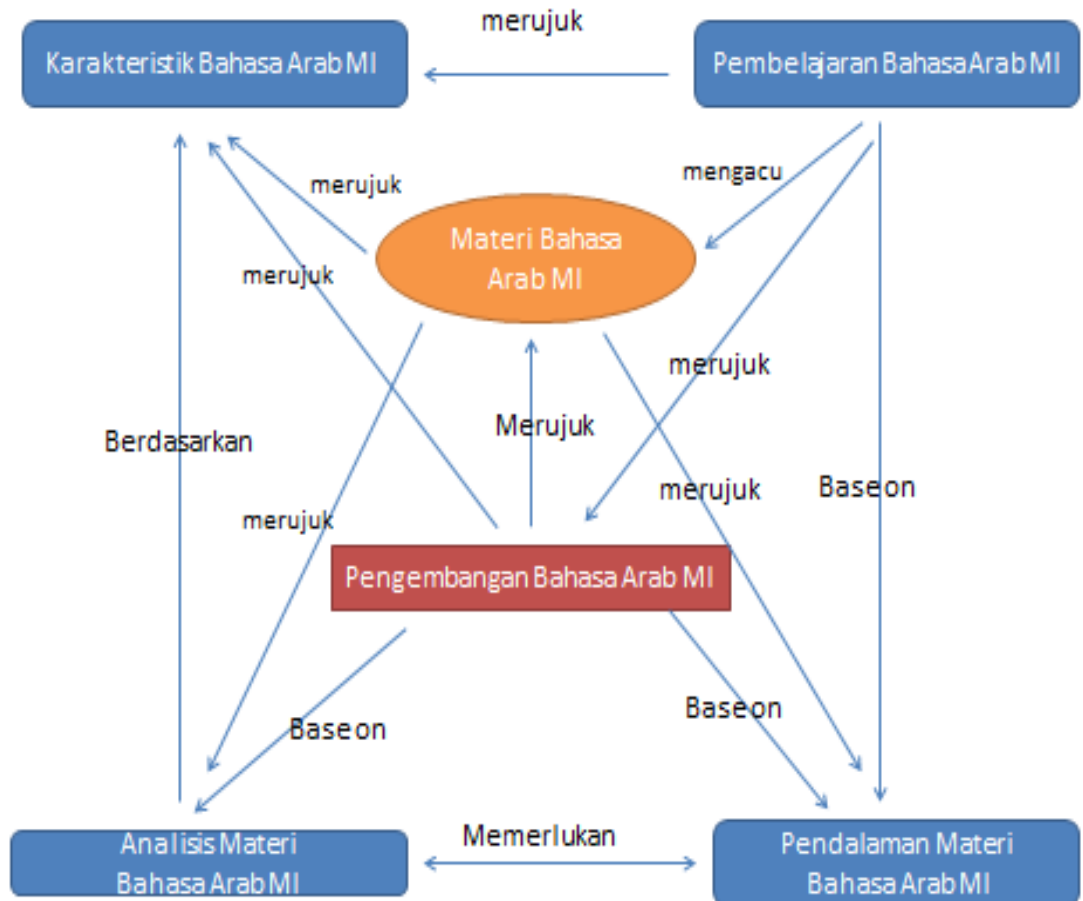 merujuk
Karakteristik Bahasa Arab MI
Pembelajaran Bahasa Arab MI
merujuk
mengacu
Materi Bahasa
Arab MI
merujuk
merujuk
Berdasarkan
Merujuk
merujuk
Base on
merujuk
Pengembangan Bahasa Arab MI
Base on
Base on
Analisis Materi
Bahasa Arab MI
Memerlukan
Pendalaman Materi
Bahasa Arab MI